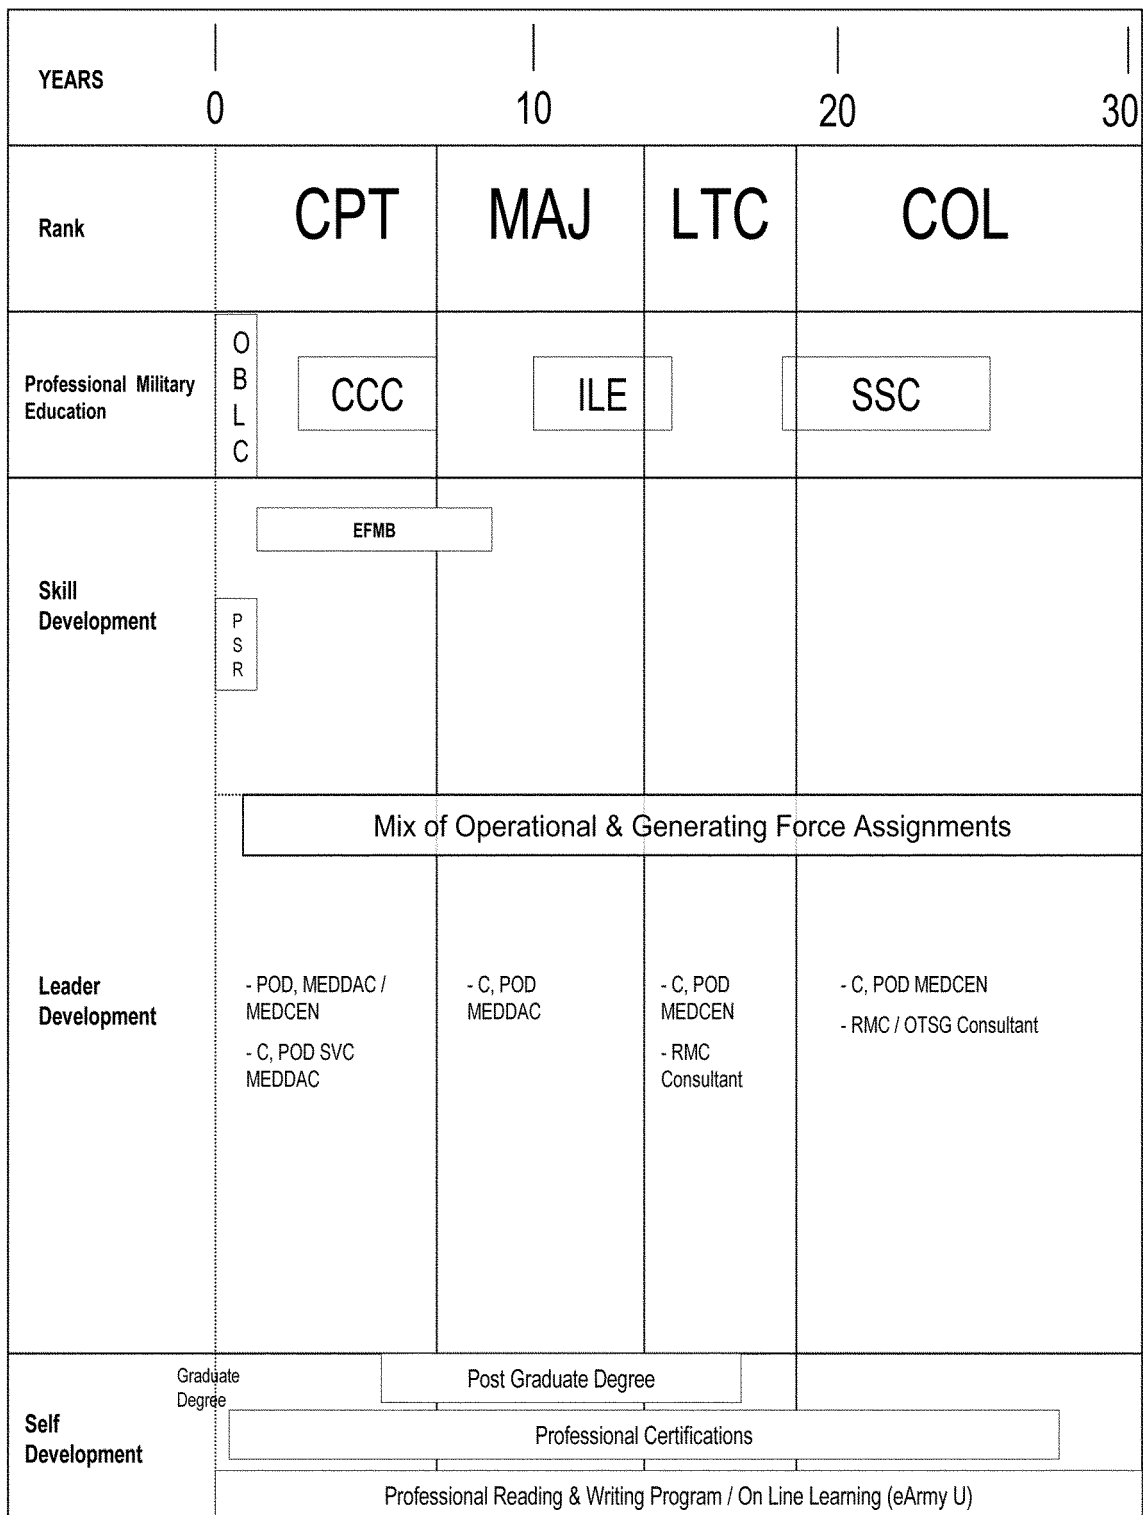 YEARS
0 10 20 30
Rank
CPT MAJ LTC COL
Professional Military
Education
O
B
L
C
CCC ILE SSC
EFMB
Skill
Development
P
S
R
Mix of Operational & Generating Force Assignments
Leader
Development
- POD, MEDDAC /
MEDCEN
- C, POD SVC
MEDDAC
- C, POD
MEDDAC
- C, POD
MEDCEN
- RMC
Consultant
- C, POD MEDCEN
- RMC / OTSG Consultant
Graduate
Degree
Post Graduate Degree
Self
Development
Professional Certifications
Professional Reading & Writing Program / On Line Learning (eArmy U)